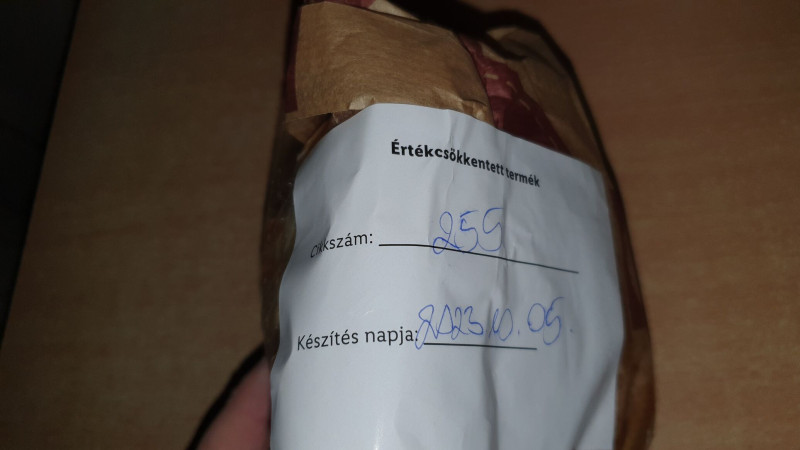 Értékcsökkentett termék
Cikkszám: 255
Készítés napja: 2023.10.05.